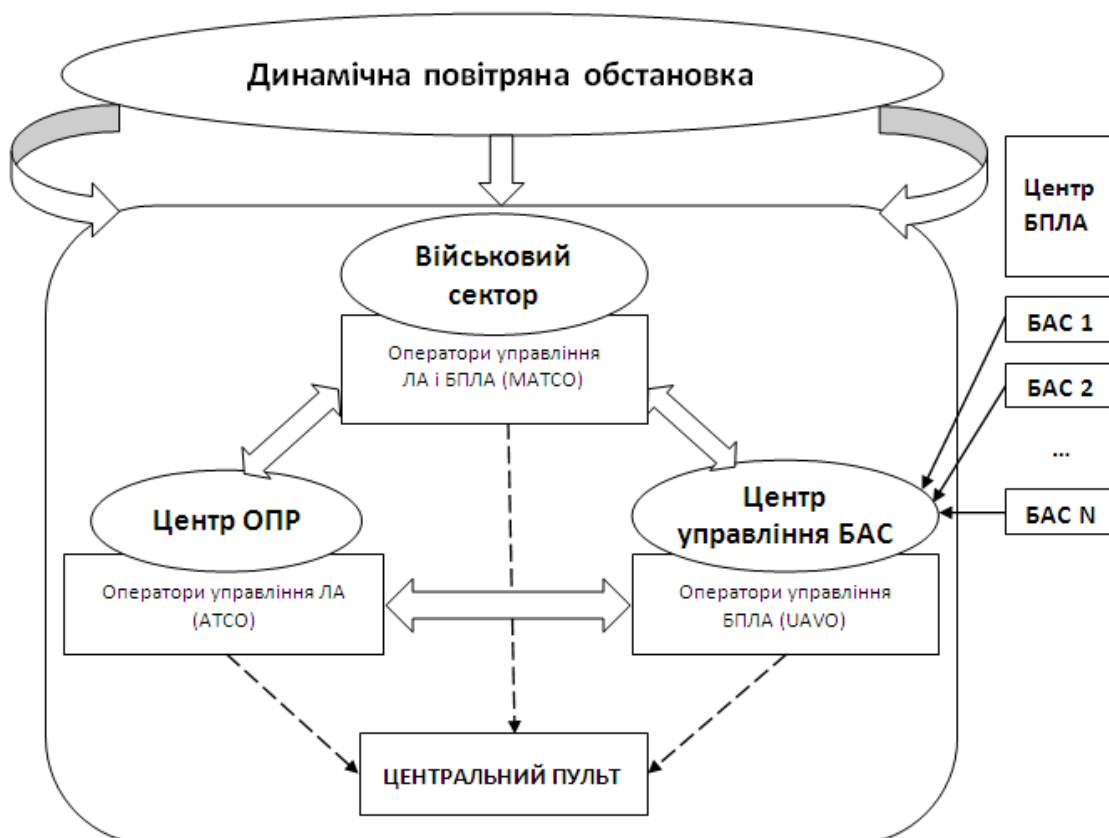 Динамічна повітряна обстановка
Центр
БПЛА
Військовий
сектор
БАС 1
Оператори управління
ЛА і БПЛА (MATCO)
БАС 2
...
Центр ОПР
Центр
управління БАС
БАС N
Оператори управління ЛА
(ATCO)
Оператори управління
БПЛА (UAVO)
ЦЕНТРАЛЬНИЙ ПУЛЬТ